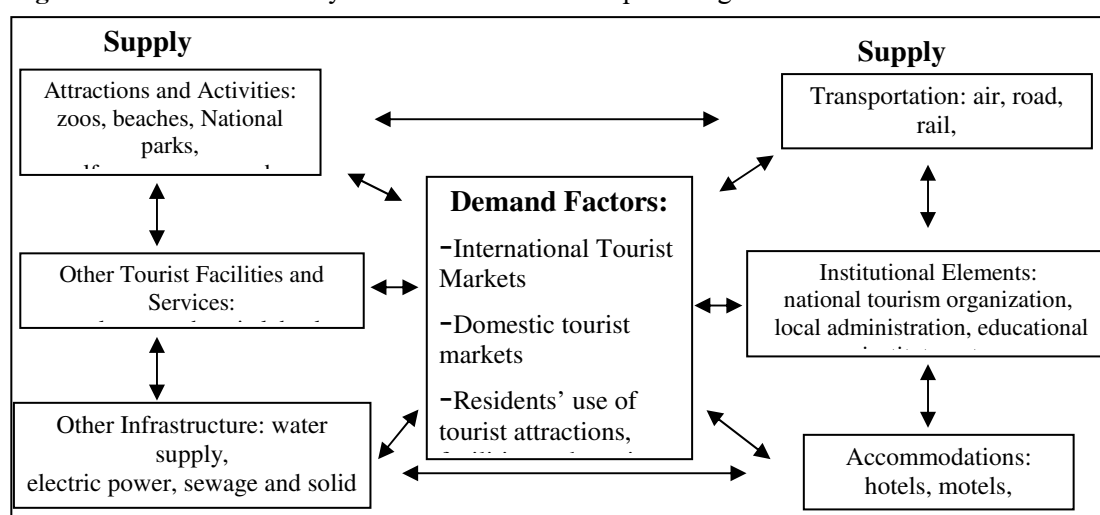 Supply
Attractions and Activities:
zoos, beaches, National
parks,
Other Tourist Facilities and
Services:
Other Infrastructure: water
supply,
electric power, sewage and solid
Demand Factors:
-International Tourist
Markets
-Domestic tourist
markets
-Residents’ use of
tourist attractions,
Supply
Transportation: air, road,
rail,
Institutional Elements:
national tourism organization,
local administration, educational
Accommodations:
hotels, motels,